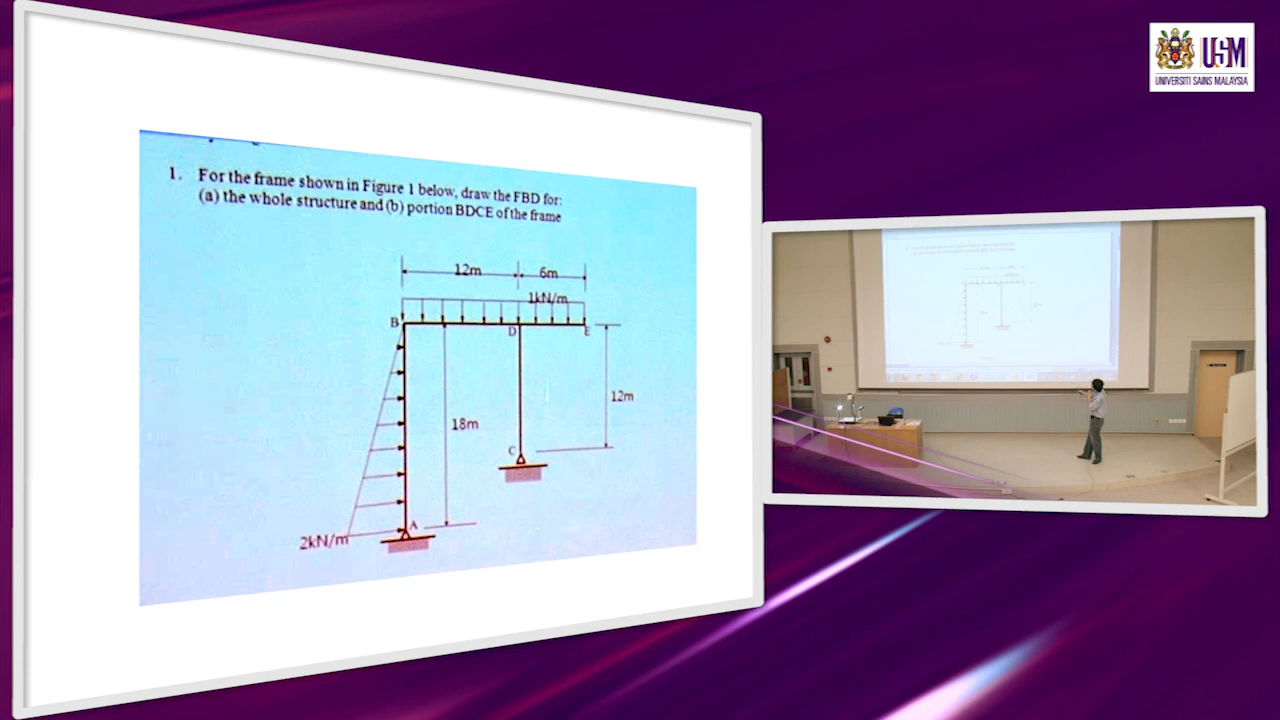 USM
UNIVERSITI SAINS MALAYSIA
1. For the frame shown in Figure 1 below, draw the FBD for:
(a) the whole structure and (b) portion BDCE of the frame
12m
6m
1kN/m
B
D
E
18m
12m
C
A
2kN/m